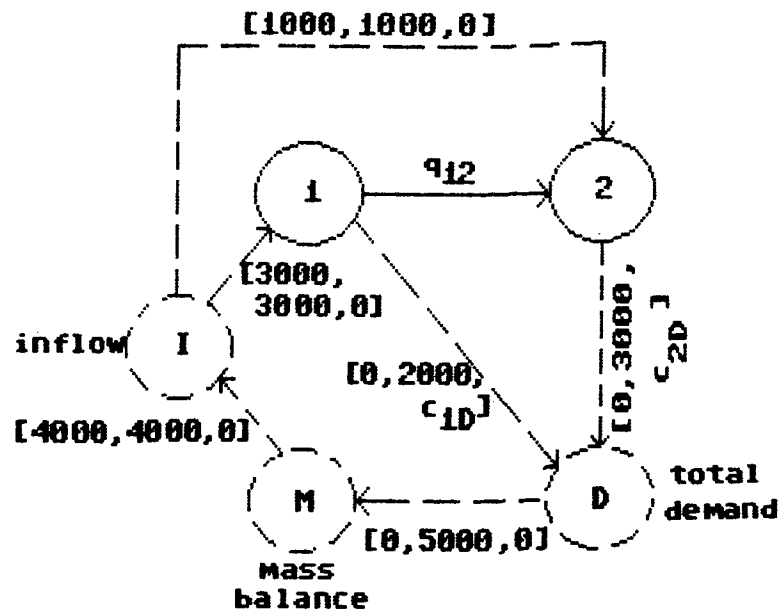 [1000,1000,0]
1
q12
2
[3000,
3000,0]
inflow
I
[0,2000,
c1D]
[0,3000,
c2D]
[4000,4000,0]
M
D
total
demand
[0,5000,0]
mass
balance